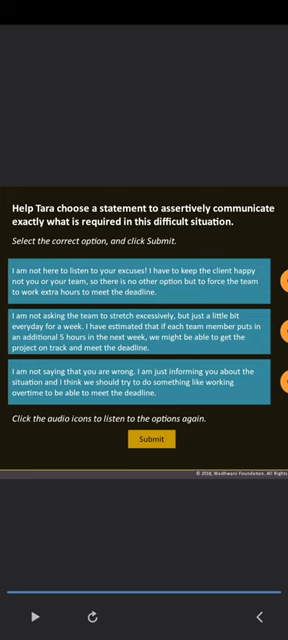 Help Tara choose a statement to assertively communicate
exactly what is required in this difficult situation.
Select the correct option, and click Submit.
I am not here to listen to your excuses! I have to keep the client happy
not you or your team, so there is no other option but to force the team
to work extra hours to meet the deadline.
I am not asking the team to stretch excessively, but just a little bit
everyday for a week. I have estimated that if each team member puts in
an additional 5 hours in the next week, we might be able to get the
project on track and meet the deadline.
I am not saying that you are wrong. I am just informing you about the
situation and I think we should try to do something like working
overtime to be able to meet the deadline.
Click the audio icons to listen to the options again.
Submit
© 2018, Wadhwani Foundation. All Rights